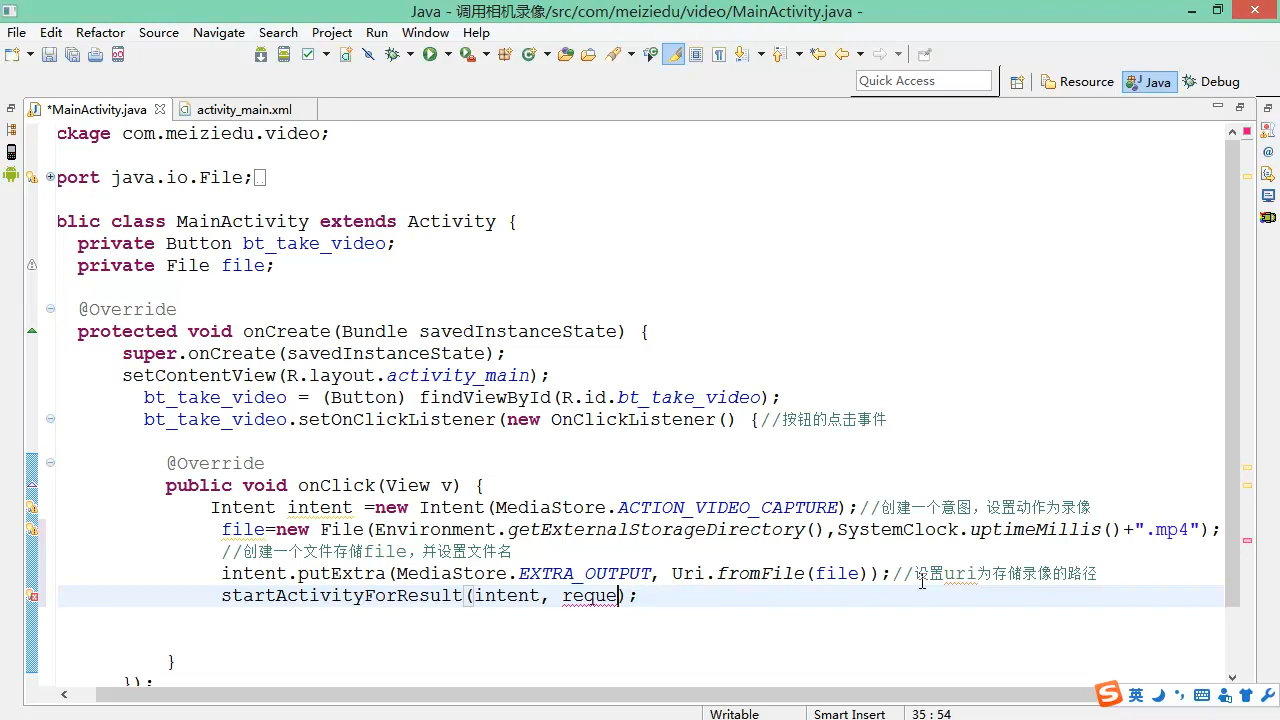 Java - 调用相机录像/src/com/meiziedu/video/MainActivity.java -
File Edit Refactor Source Navigate Search Project Run Window Help
Quick Access
Resource Java Debug
*MainActivity.java activity_main.xml
ckage com.meiziedu.video;
port java.io.File;
blic class MainActivity extends Activity {
private Button bt_take_video;
private File file;
@Override
protected void onCreate(Bundle savedInstanceState) {
super.onCreate(savedInstanceState);
setContentView(R.layout.activity_main);
bt_take_video = (Button) findViewById(R.id.bt_take_video);
bt_take_video.setOnClickListener(new OnClickListener() {//按钮的点击事件
@Override
public void onClick(View v) {
Intent intent =new Intent(MediaStore.ACTION_VIDEO_CAPTURE);//创建一个意图，设置动作为录像
file=new File(Environment.getExternalStorageDirectory(),SystemClock.uptimeMillis()+".mp4");
//创建一个文件存储file，并设置文件名
intent.putExtra(MediaStore.EXTRA_OUTPUT, Uri.fromFile(file));//设置uri为存储录像的路径
startActivityForResult(intent, reque);
}
});
英
Writable Smart Insert 35 : 54